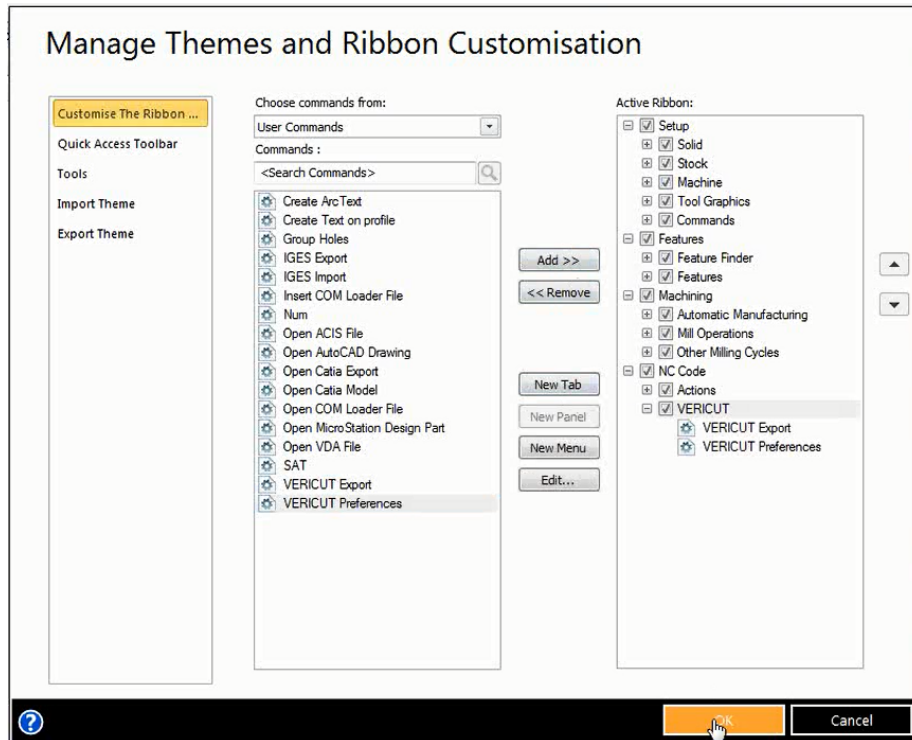 Manage Themes and Ribbon Customisation
Customise The Ribbon ...
Quick Access Toolbar
Tools
Import Theme
Export Theme
Choose commands from:
User Commands
Commands :
<Search Commands>
Create ArcText
Create Text on profile
Group Holes
IGES Export
IGES Import
Insert COM Loader File
Num
Open ACIS File
Open AutoCAD Drawing
Open Catia Export
Open Catia Model
Open COM Loader File
Open MicroStation Design Part
Open VDA File
SAT
VERICUT Export
VERICUT Preferences
Add >>
<< Remove
New Tab
New Panel
New Menu
Edit...
Active Ribbon:
Setup
Solid
Stock
Machine
Tool Graphics
Commands
Features
Feature Finder
Features
Machining
Automatic Manufacturing
Mill Operations
Other Milling Cycles
NC Code
Actions
VERICUT
VERICUT Export
VERICUT Preferences
?
OK
Cancel